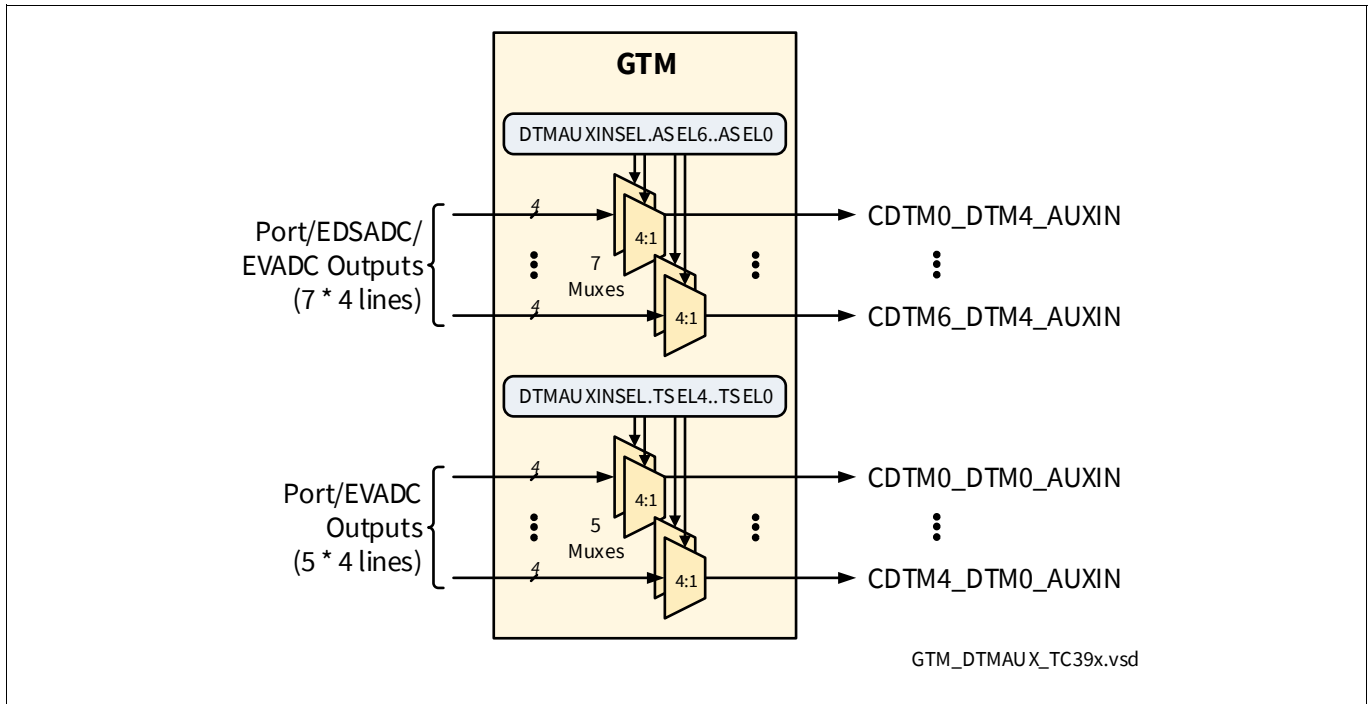 GTM
DTMAUXINSEL.ASEL6..ASEL0
Port/EDSADC/
EVADC Outputs
(7 * 4 lines)
4
4:1
7
Muxes
4
4:1
CDTM0_DTM4_AUXIN
CDTM6_DTM4_AUXIN
DTMAUXINSEL.TSEL4..TSEL0
Port/EVADC
Outputs
(5 * 4 lines)
4
4:1
5
Muxes
4
4:1
CDTM0_DTM0_AUXIN
CDTM4_DTM0_AUXIN
GTM_DTMAUX_TC39x.vsd